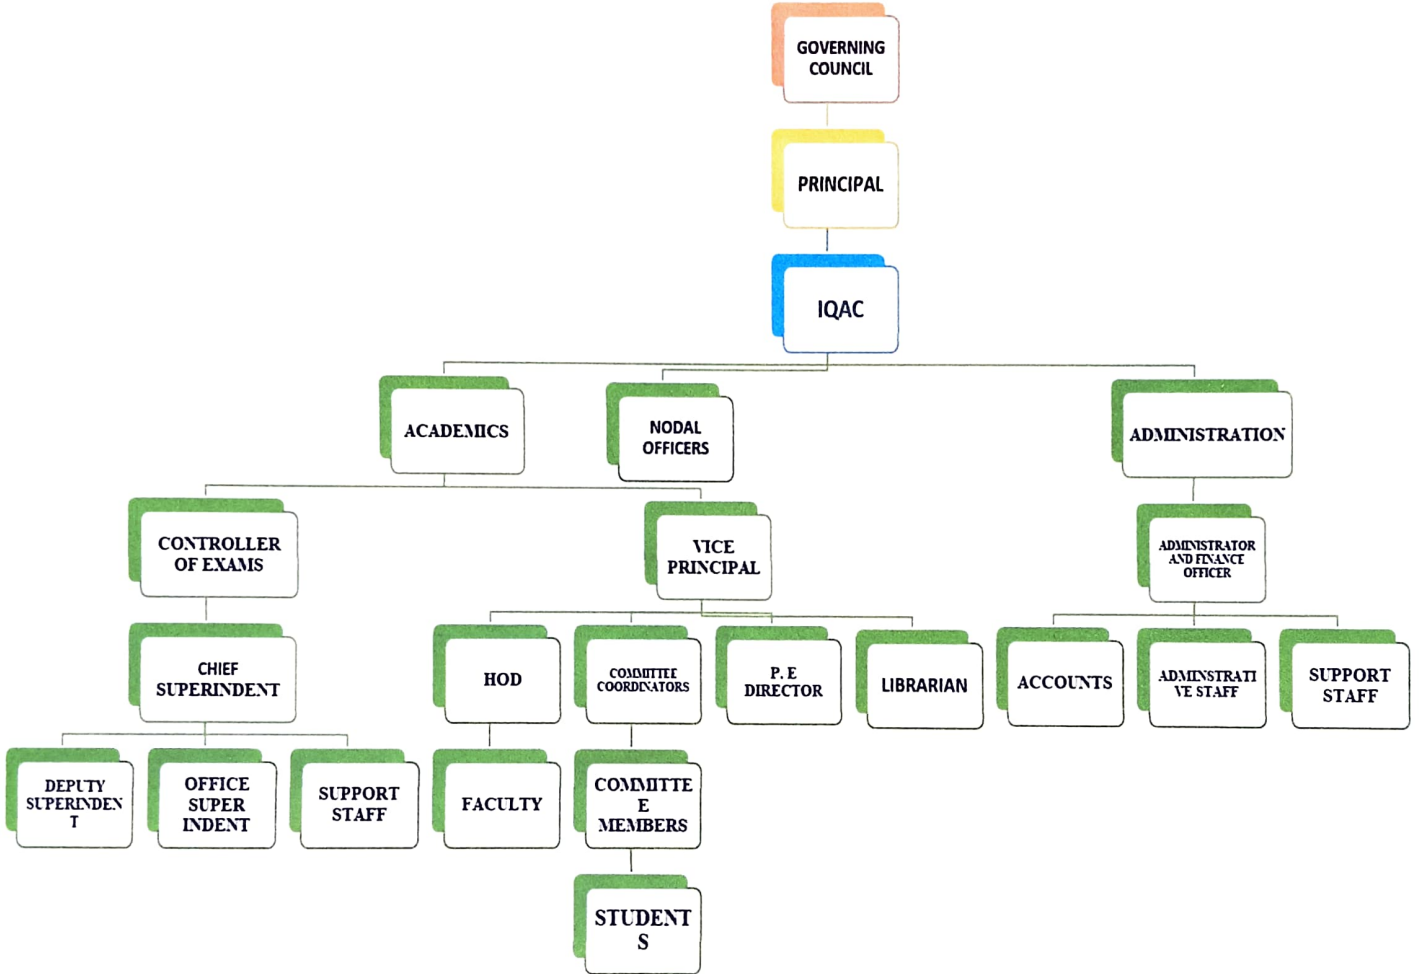 GOVERNING
COUNCIL
PRINCIPAL
IQAC
ACADEMICS
NODAL
OFFICERS
ADMINISTRATION
CONTROLLER
OF EXAMS
VICE
PRINCIPAL
ADMINISTRATOR
AND FINANCE
OFFICER
CHIEF
SUPERINDENT
HOD
COMMITTEE
COORDINATORS
P. E
DIRECTOR
LIBRARIAN
ACCOUNTS
ADMINSTRATI
VE STAFF
SUPPORT
STAFF
DEPUTY
SUPERINDEN
T
OFFICE
SUPER
INDENT
SUPPORT
STAFF
FACULTY
COMMITTE
E
MEMBERS
STUDENT
S